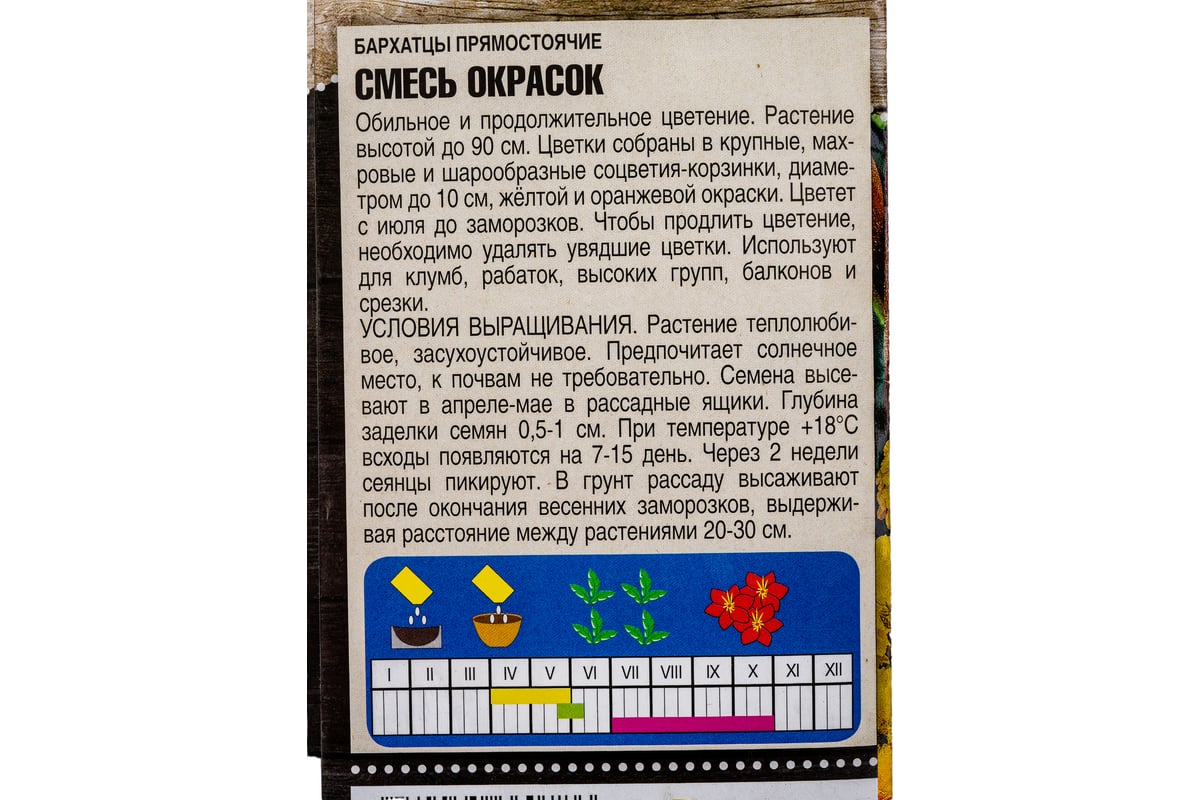 БАРХАТЦЫ ПРЯМОСТОЯЧИЕ
СМЕСЬ ОКРАСОК
Обильное и продолжительное цветение. Растение
высотой до 90 см. Цветки собраны в крупные, мах-
ровые и шарообразные соцветия-корзинки, диаме-
тром до 10 см, жёлтой и оранжевой окраски. Цветет
с июля до заморозков. Чтобы продлить цветение,
необходимо удалять увядшие цветки. Используют
для клумб, рабаток, высоких групп, балконов и
срезки.
УСЛОВИЯ ВЫРАЩИВАНИЯ. Растение теплолюби-
вое, засухоустойчивое. Предпочитает солнечное
место, к почвам не требовательно. Семена высе-
вают в апреле-мае в рассадные ящики. Глубина
заделки семян 0,5-1 см. При температуре +18°С
всходы появляются на 7-15 день. Через 2 недели
сеянцы пикируют. В грунт рассаду высаживают
после окончания весенних заморозков, выдержи-
вая расстояние между растениями 20-30 см.
I II III IV V VI VII VIII IX X XI XII